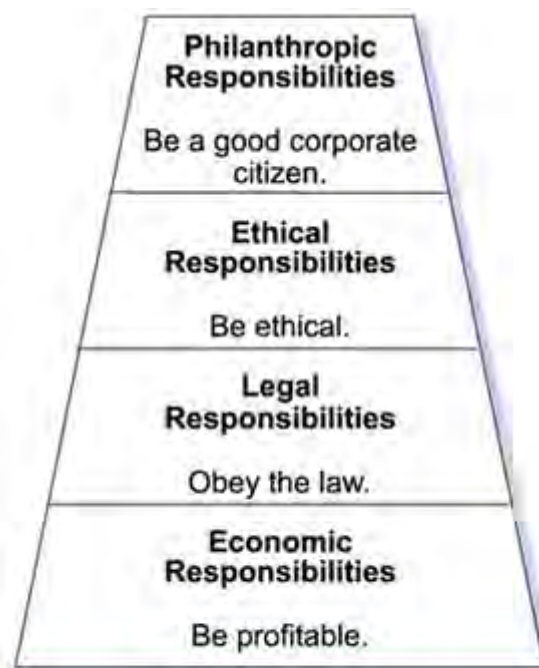 Philanthropic
Responsibilities
Be a good corporate
citizen.
Ethical
Responsibilities
Be ethical.
Legal
Responsibilities
Obey the law.
Economic
Responsibilities
Be profitable.